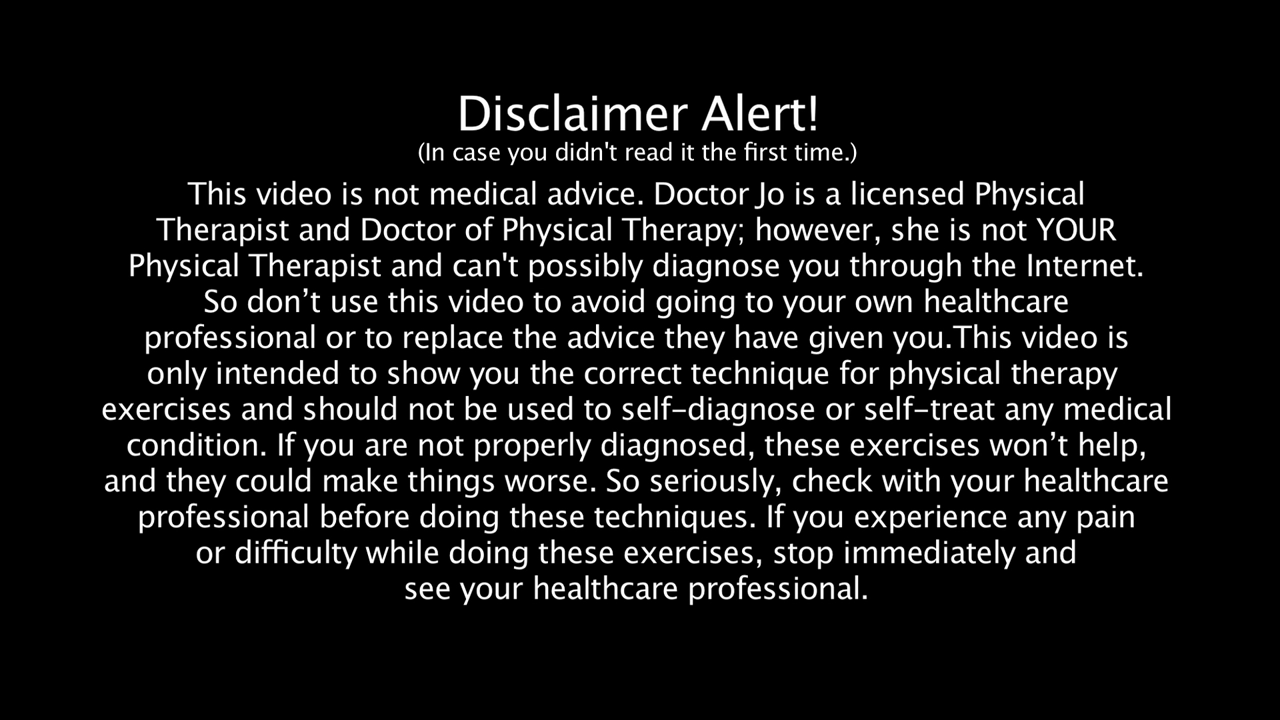 Disclaimer Alert!
(In case you didn't read it the first time.)
This video is not medical advice. Doctor Jo is a licensed Physical
Therapist and Doctor of Physical Therapy; however, she is not YOUR
Physical Therapist and can't possibly diagnose you through the Internet.
So don’t use this video to avoid going to your own healthcare
professional or to replace the advice they have given you.This video is
only intended to show you the correct technique for physical therapy
exercises and should not be used to self–diagnose or self–treat any medical
condition. If you are not properly diagnosed, these exercises won’t help,
and they could make things worse. So seriously, check with your healthcare
professional before doing these techniques. If you experience any pain
or difficulty while doing these exercises, stop immediately and
see your healthcare professional.